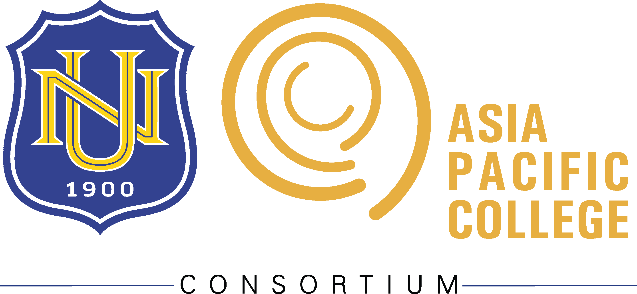 NU
1900
ASIA
PACIFIC
COLLEGE
CONSORTIUM